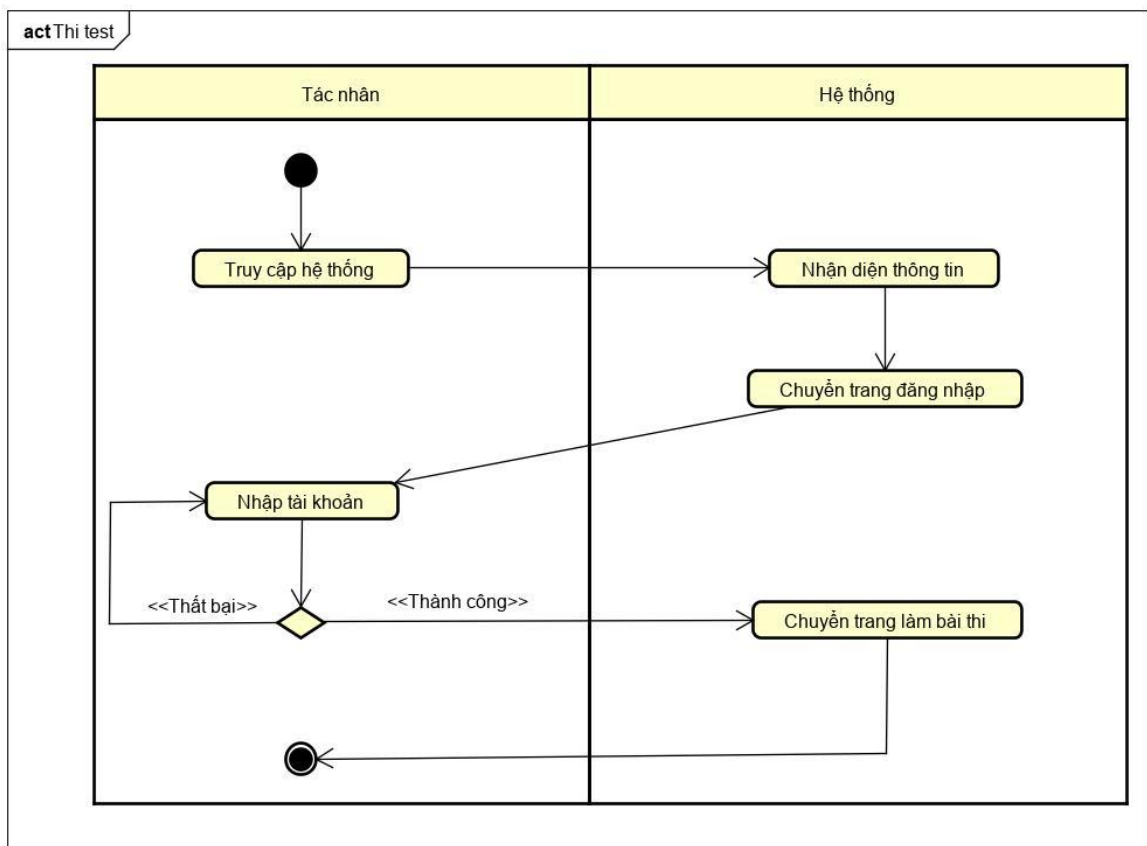 act Thi test
Tác nhân
Hệ thống
Truy cập hệ thống
Nhận diện thông tin
Chuyển trang đăng nhập
Nhập tài khoản
<<Thất bại>>
<<Thành công>>
Chuyển trang làm bài thi